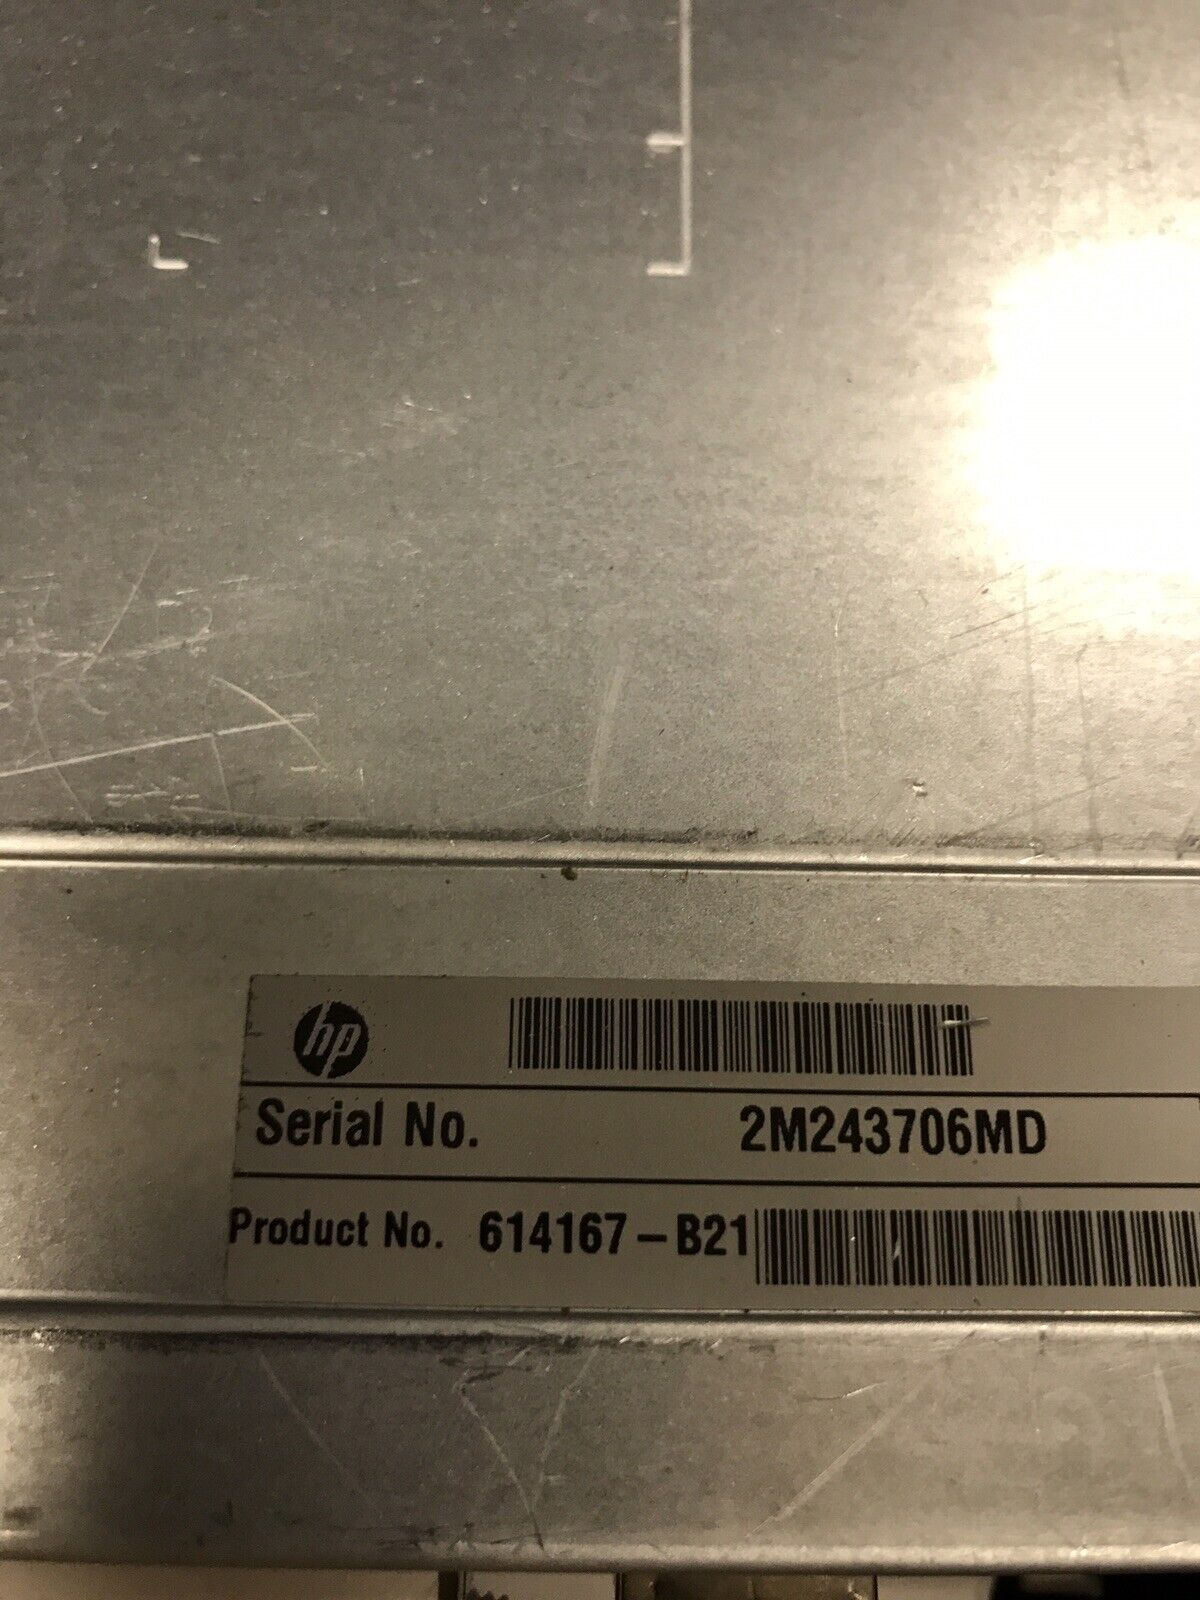 hp
Serial No. 2M243706MD
Product No. 614167-B21